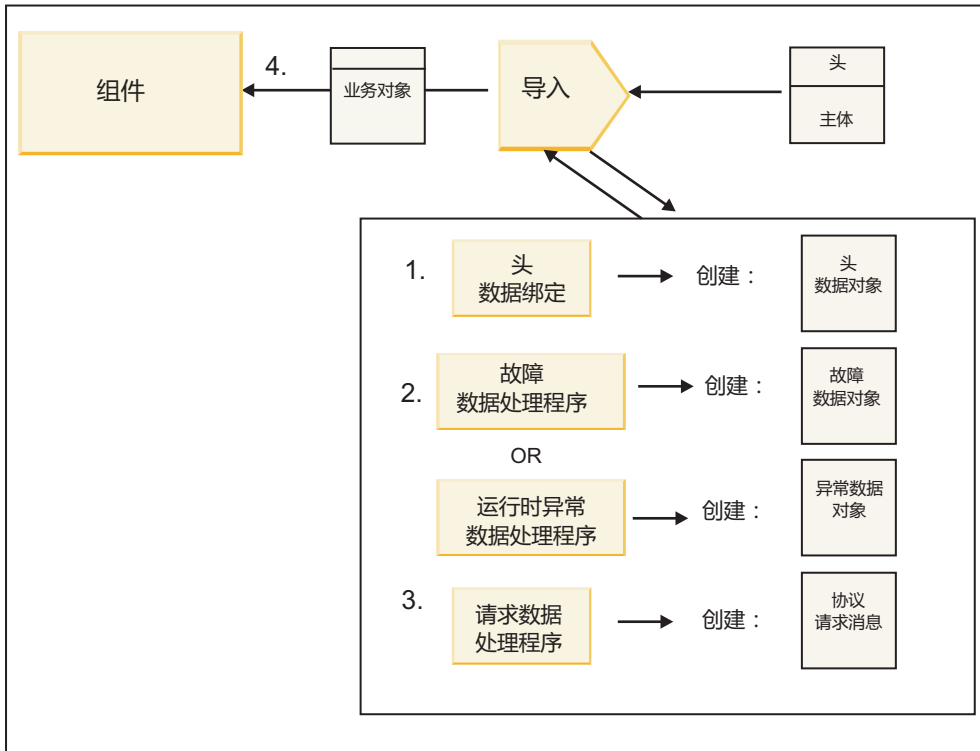 组件
4.
业务对象
导入
头
主体
1.
头
数据绑定
创建：
头
数据对象
2.
故障
数据处理程序
创建：
故障
数据对象
OR
运行时异常
数据处理程序
创建：
异常数据
对象
3.
请求数据
处理程序
创建：
协议
请求消息